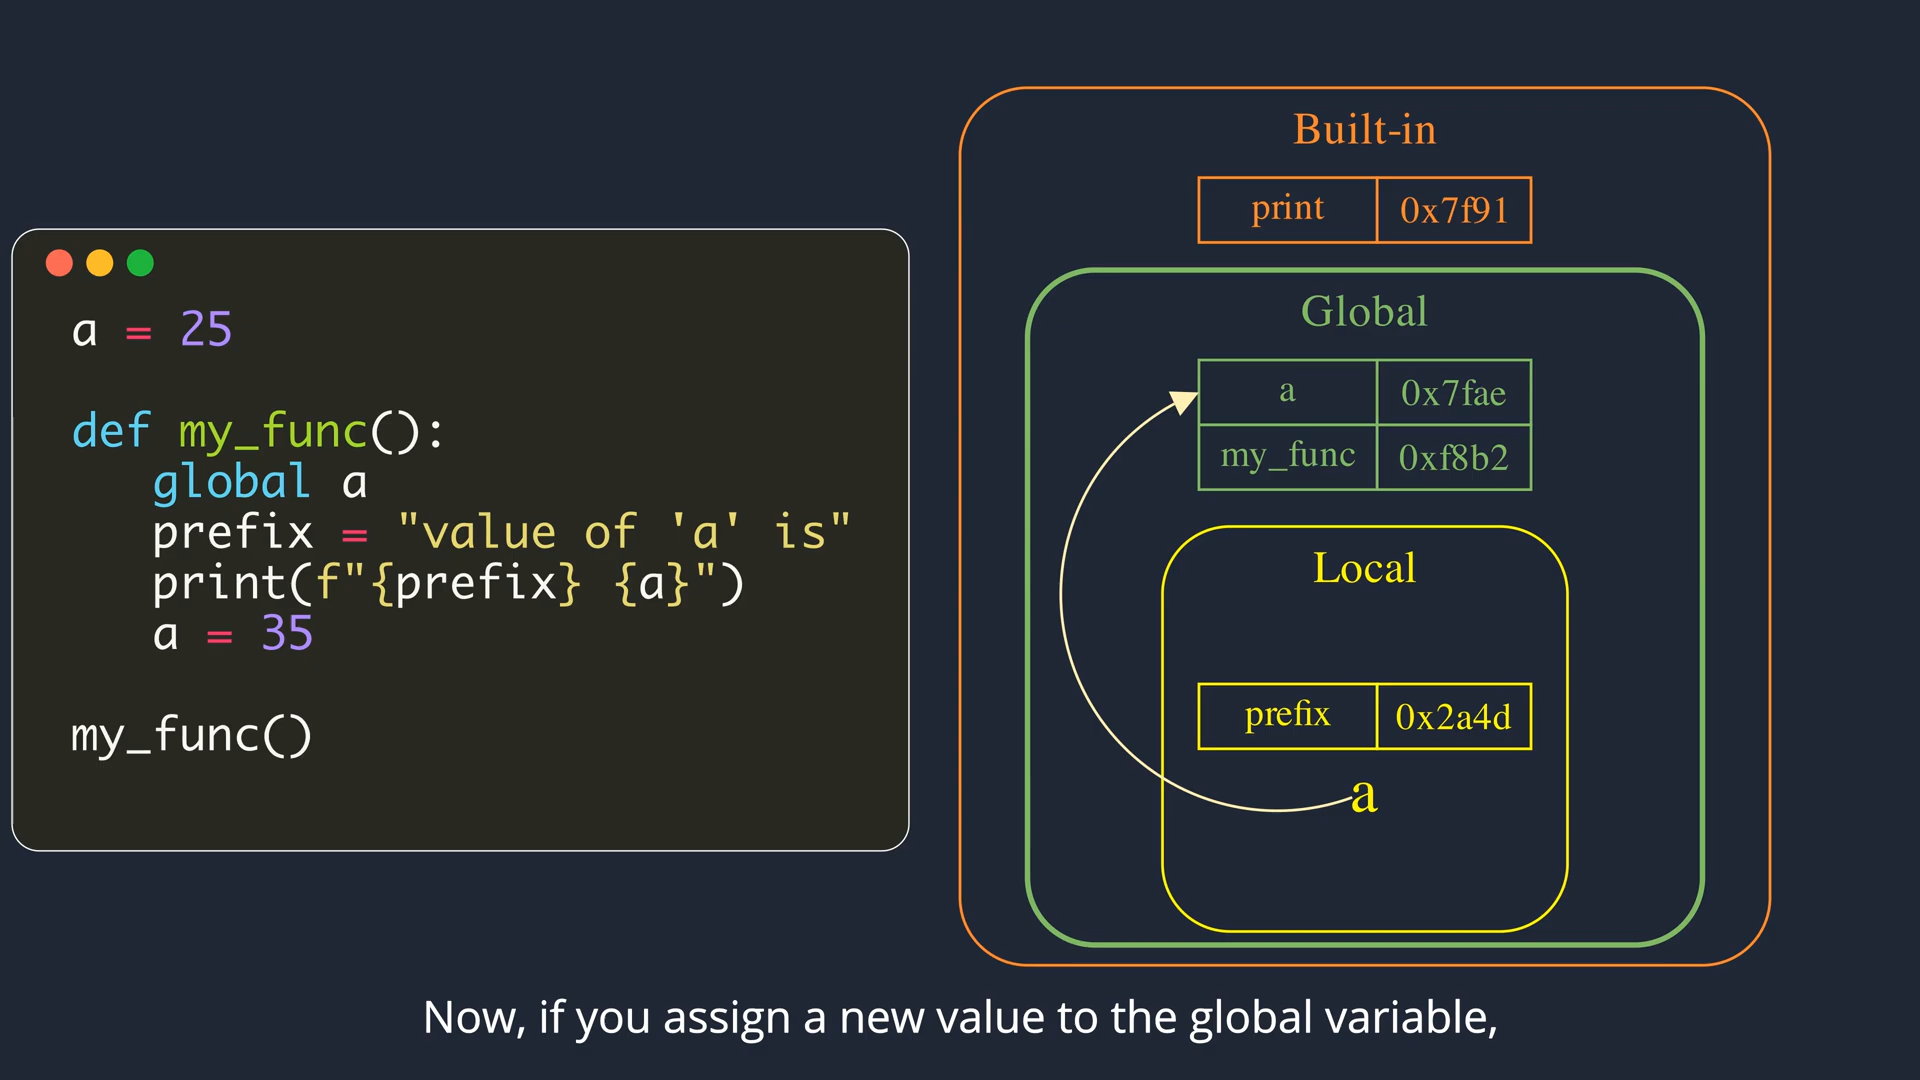 a = 25
def my_func():
global a
prefix = "value of 'a' is"
print(f"{prefix} {a}")
a = 35
my_func()
Built-in
print 0x7f91
Global
a 0x7fae
my_func 0xf8b2
Local
prefix 0x2a4d
a
Now, if you assign a new value to the global variable,